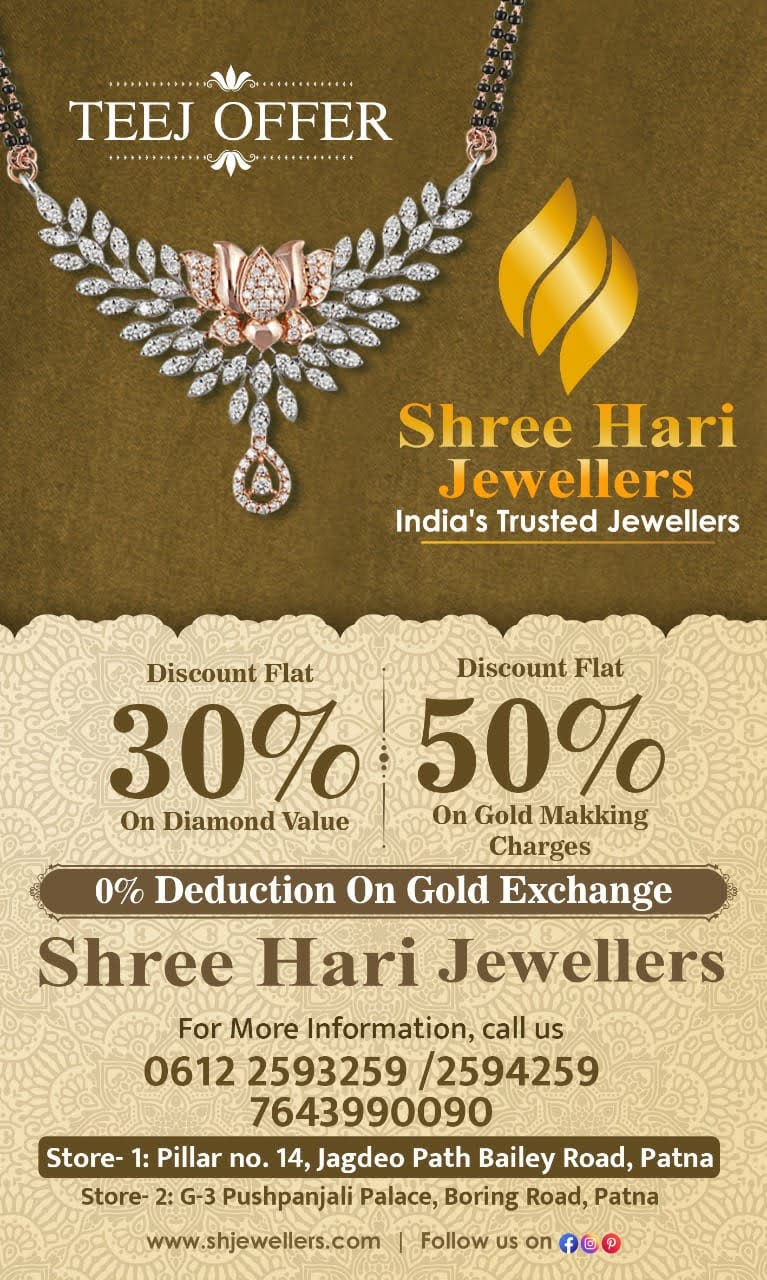 TEEJ OFFER
Shree Hari
Jewellers
India's Trusted Jewellers
Discount Flat
30%
On Diamond Value
Discount Flat
50%
On Gold Makking
Charges
0% Deduction On Gold Exchange
Shree Hari Jewellers
For More Information, call us
0612 2593259 /2594259
7643990090
Store- 1: Pillar no. 14, Jagdeo Path Bailey Road, Patna
Store- 2: G-3 Pushpanjali Palace, Boring Road, Patna
www.shjewellers.com | Follow us on